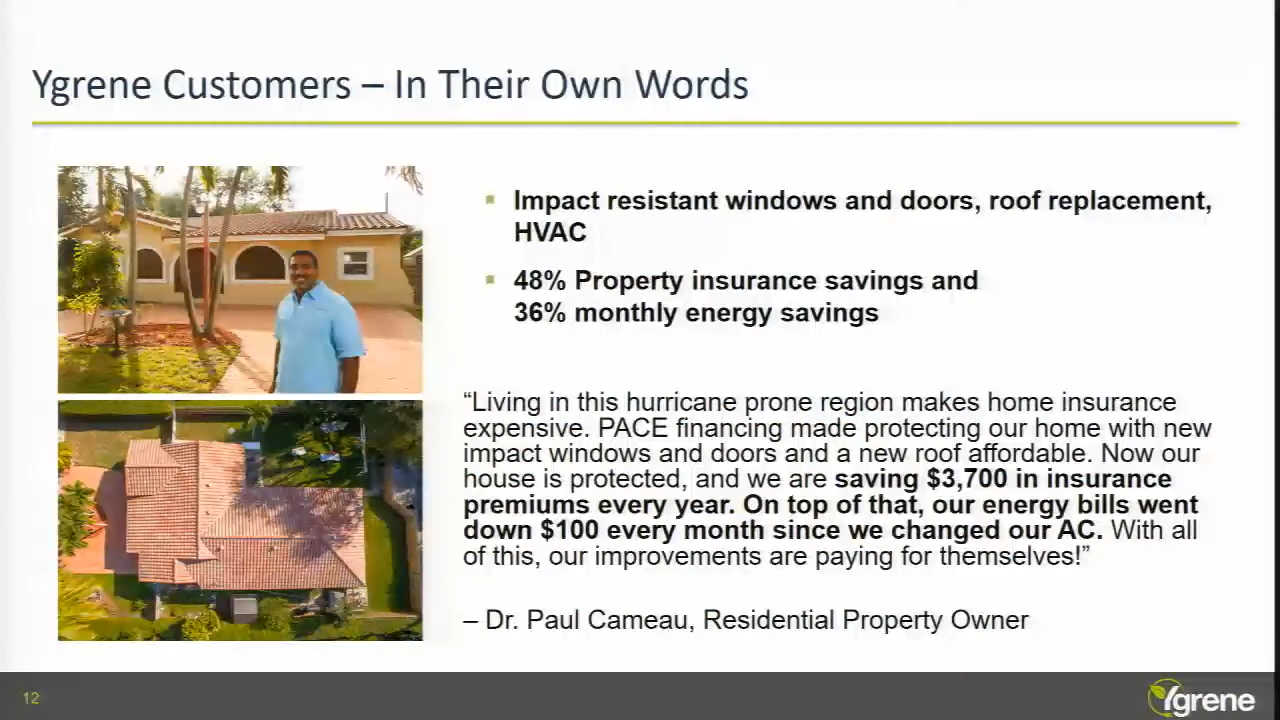 Ygrene Customers – In Their Own Words
Impact resistant windows and doors, roof replacement,
HVAC
48% Property insurance savings and
36% monthly energy savings
“Living in this hurricane prone region makes home insurance
expensive. PACE financing made protecting our home with new
impact windows and doors and a new roof affordable. Now our
house is protected, and we are saving $3,700 in insurance
premiums every year. On top of that, our energy bills went
down $100 every month since we changed our AC. With all
of this, our improvements are paying for themselves!”
– Dr. Paul Cameau, Residential Property Owner
12
Ygrene